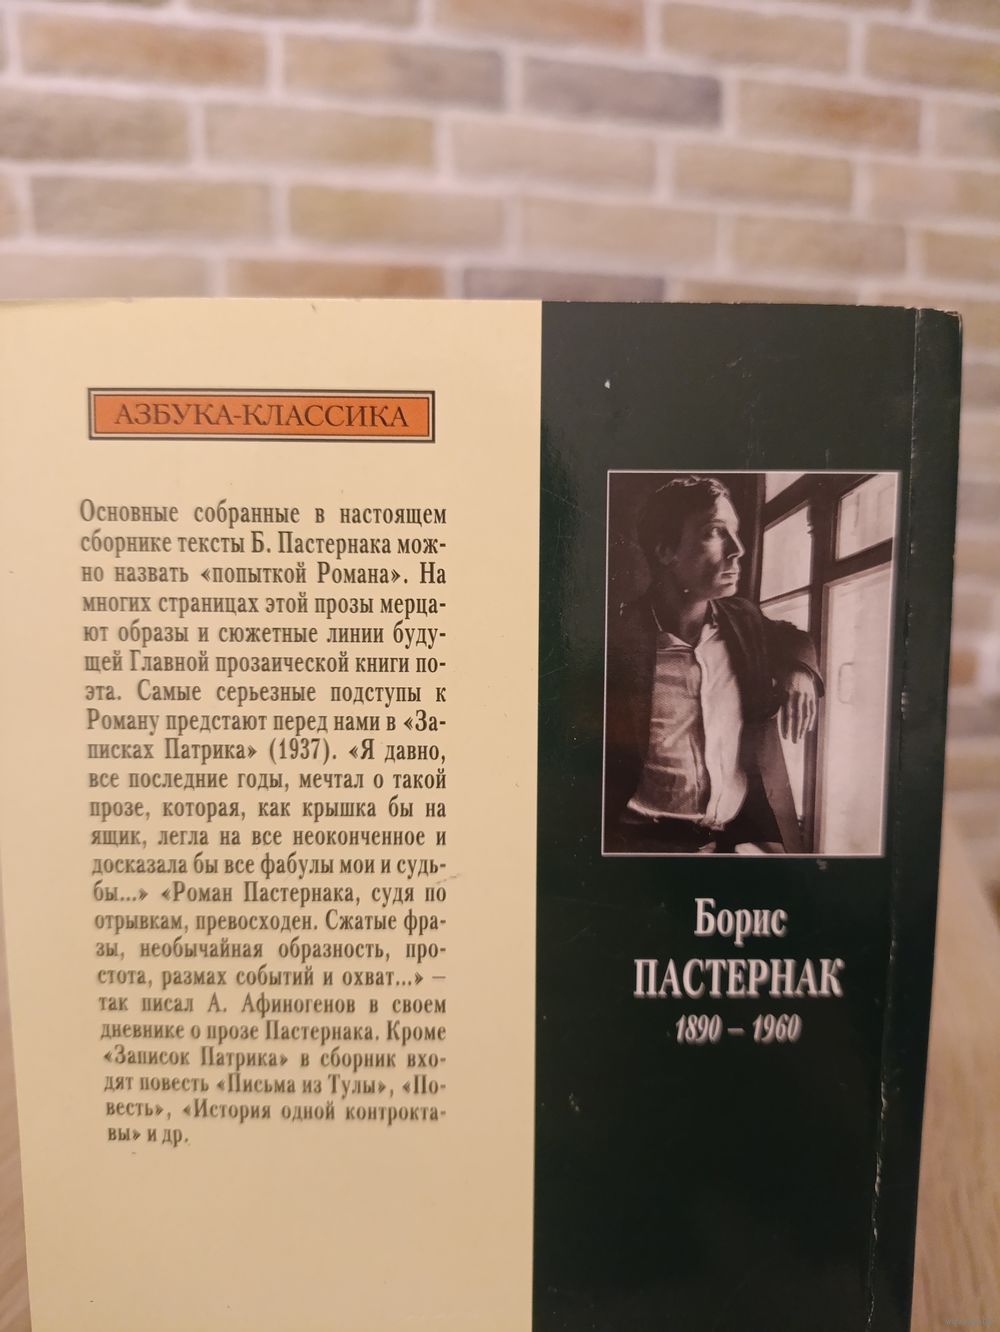 АЗБУКА-КЛАССИКА
Основные собранные в настоящем
сборнике тексты Б. Пастернака мож-
но назвать «попыткой Романа». На
многих страницах этой прозы мерца-
ют образы и сюжетные линии буду-
щей Главной прозаической книги по-
эта. Самые серьезные подступы к
Роману предстают перед нами в «За-
писках Патрика» (1937). «Я давно,
все последние годы, мечтал о такой
прозе, которая, как крышка бы на
ящик, легла на все неоконченное и
досказала бы все фабулы мои и судь-
бы...» «Роман Пастернака, судя по
отрывкам, превосходен. Сжатые фра-
зы, необычайная образность, про-
стота, размах событий и охват...» –
так писал А. Афиногенов в своем
дневнике о прозе Пастернака. Кроме
«Записок Патрика» в сборник вхо-
дят повесть «Письма из Тулы», «По-
весть», «История одной контрокта-
вы» и др.
Борис
ПАСТЕРНАК
1890 – 1960